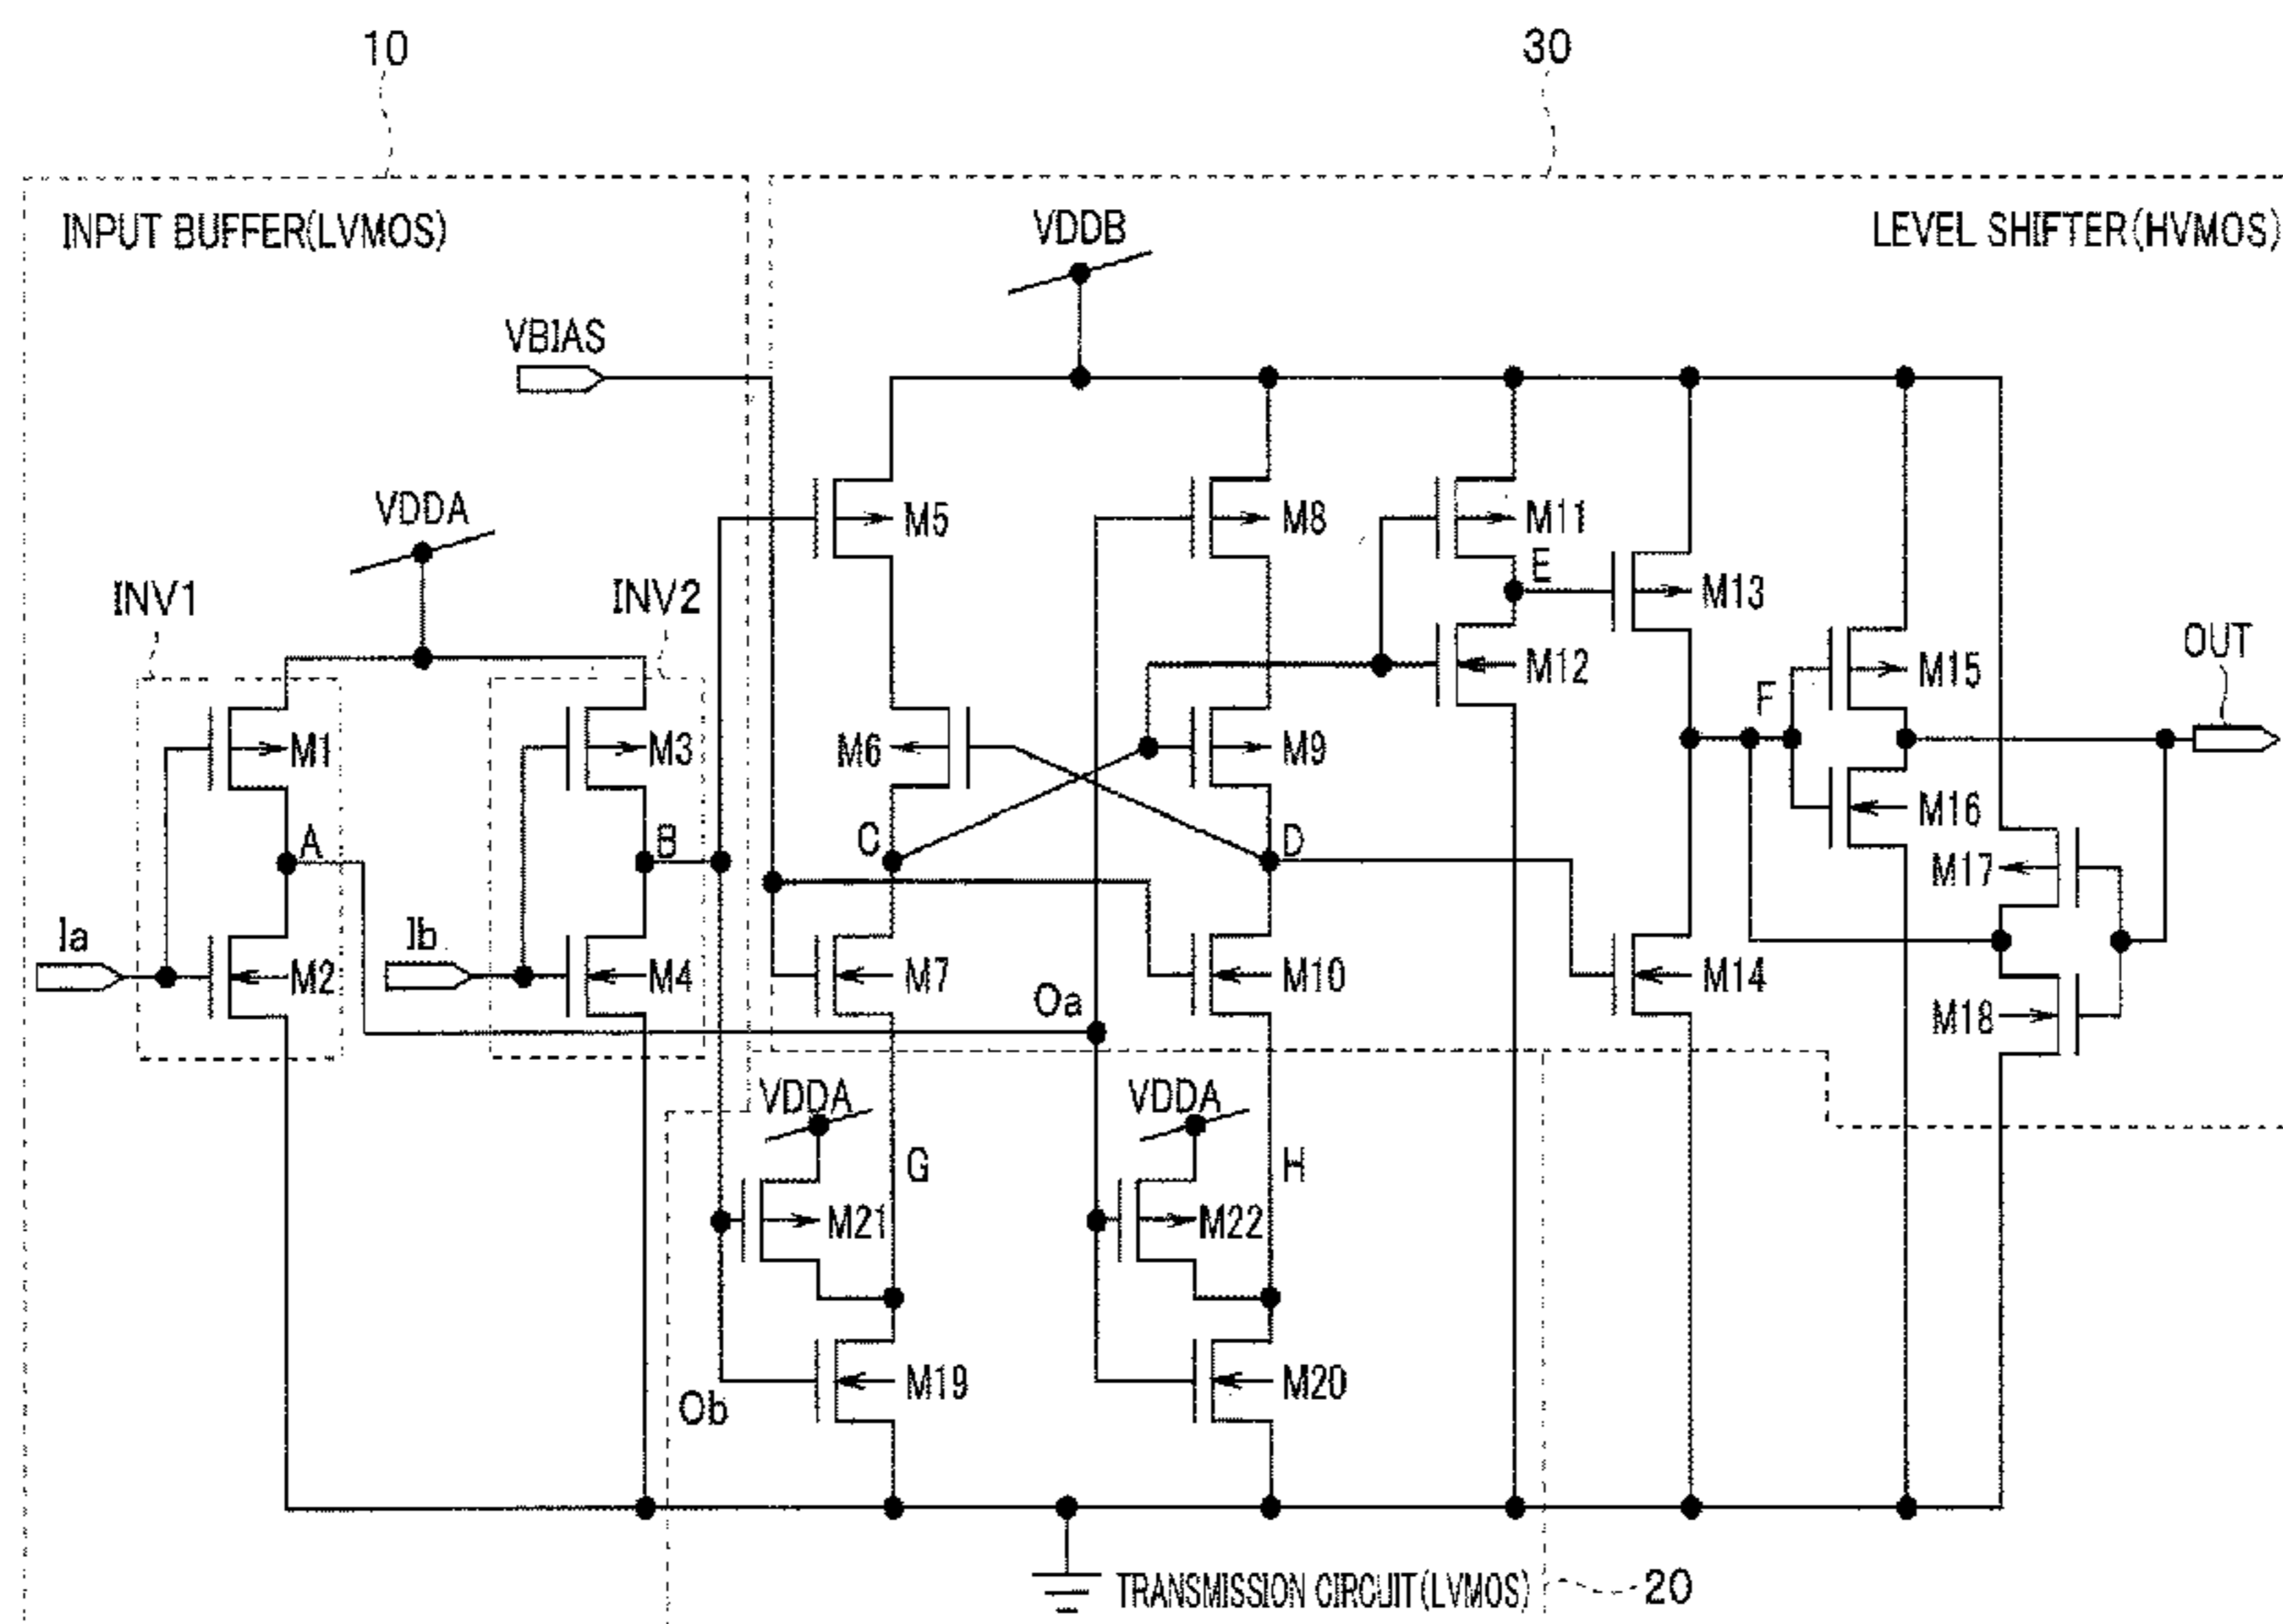 10
30
INPUT BUFFER(LVMOS)
LEVEL SHIFTER(HVMOS)
VDDB
VBIAS
VDDA
INV1
INV2
M5
M8
M11
E
M13
M12
OUT
F
M15
M1
M3
M6
M9
A
B
C
D
M16
M17
Ia
Ib
M2
M4
M7
M10
M14
Oa
M18
VDDA
VDDA
G
H
M21
M22
M19
M20
Ob
TRANSMISSION CIRCUIT(LVMOS)
20